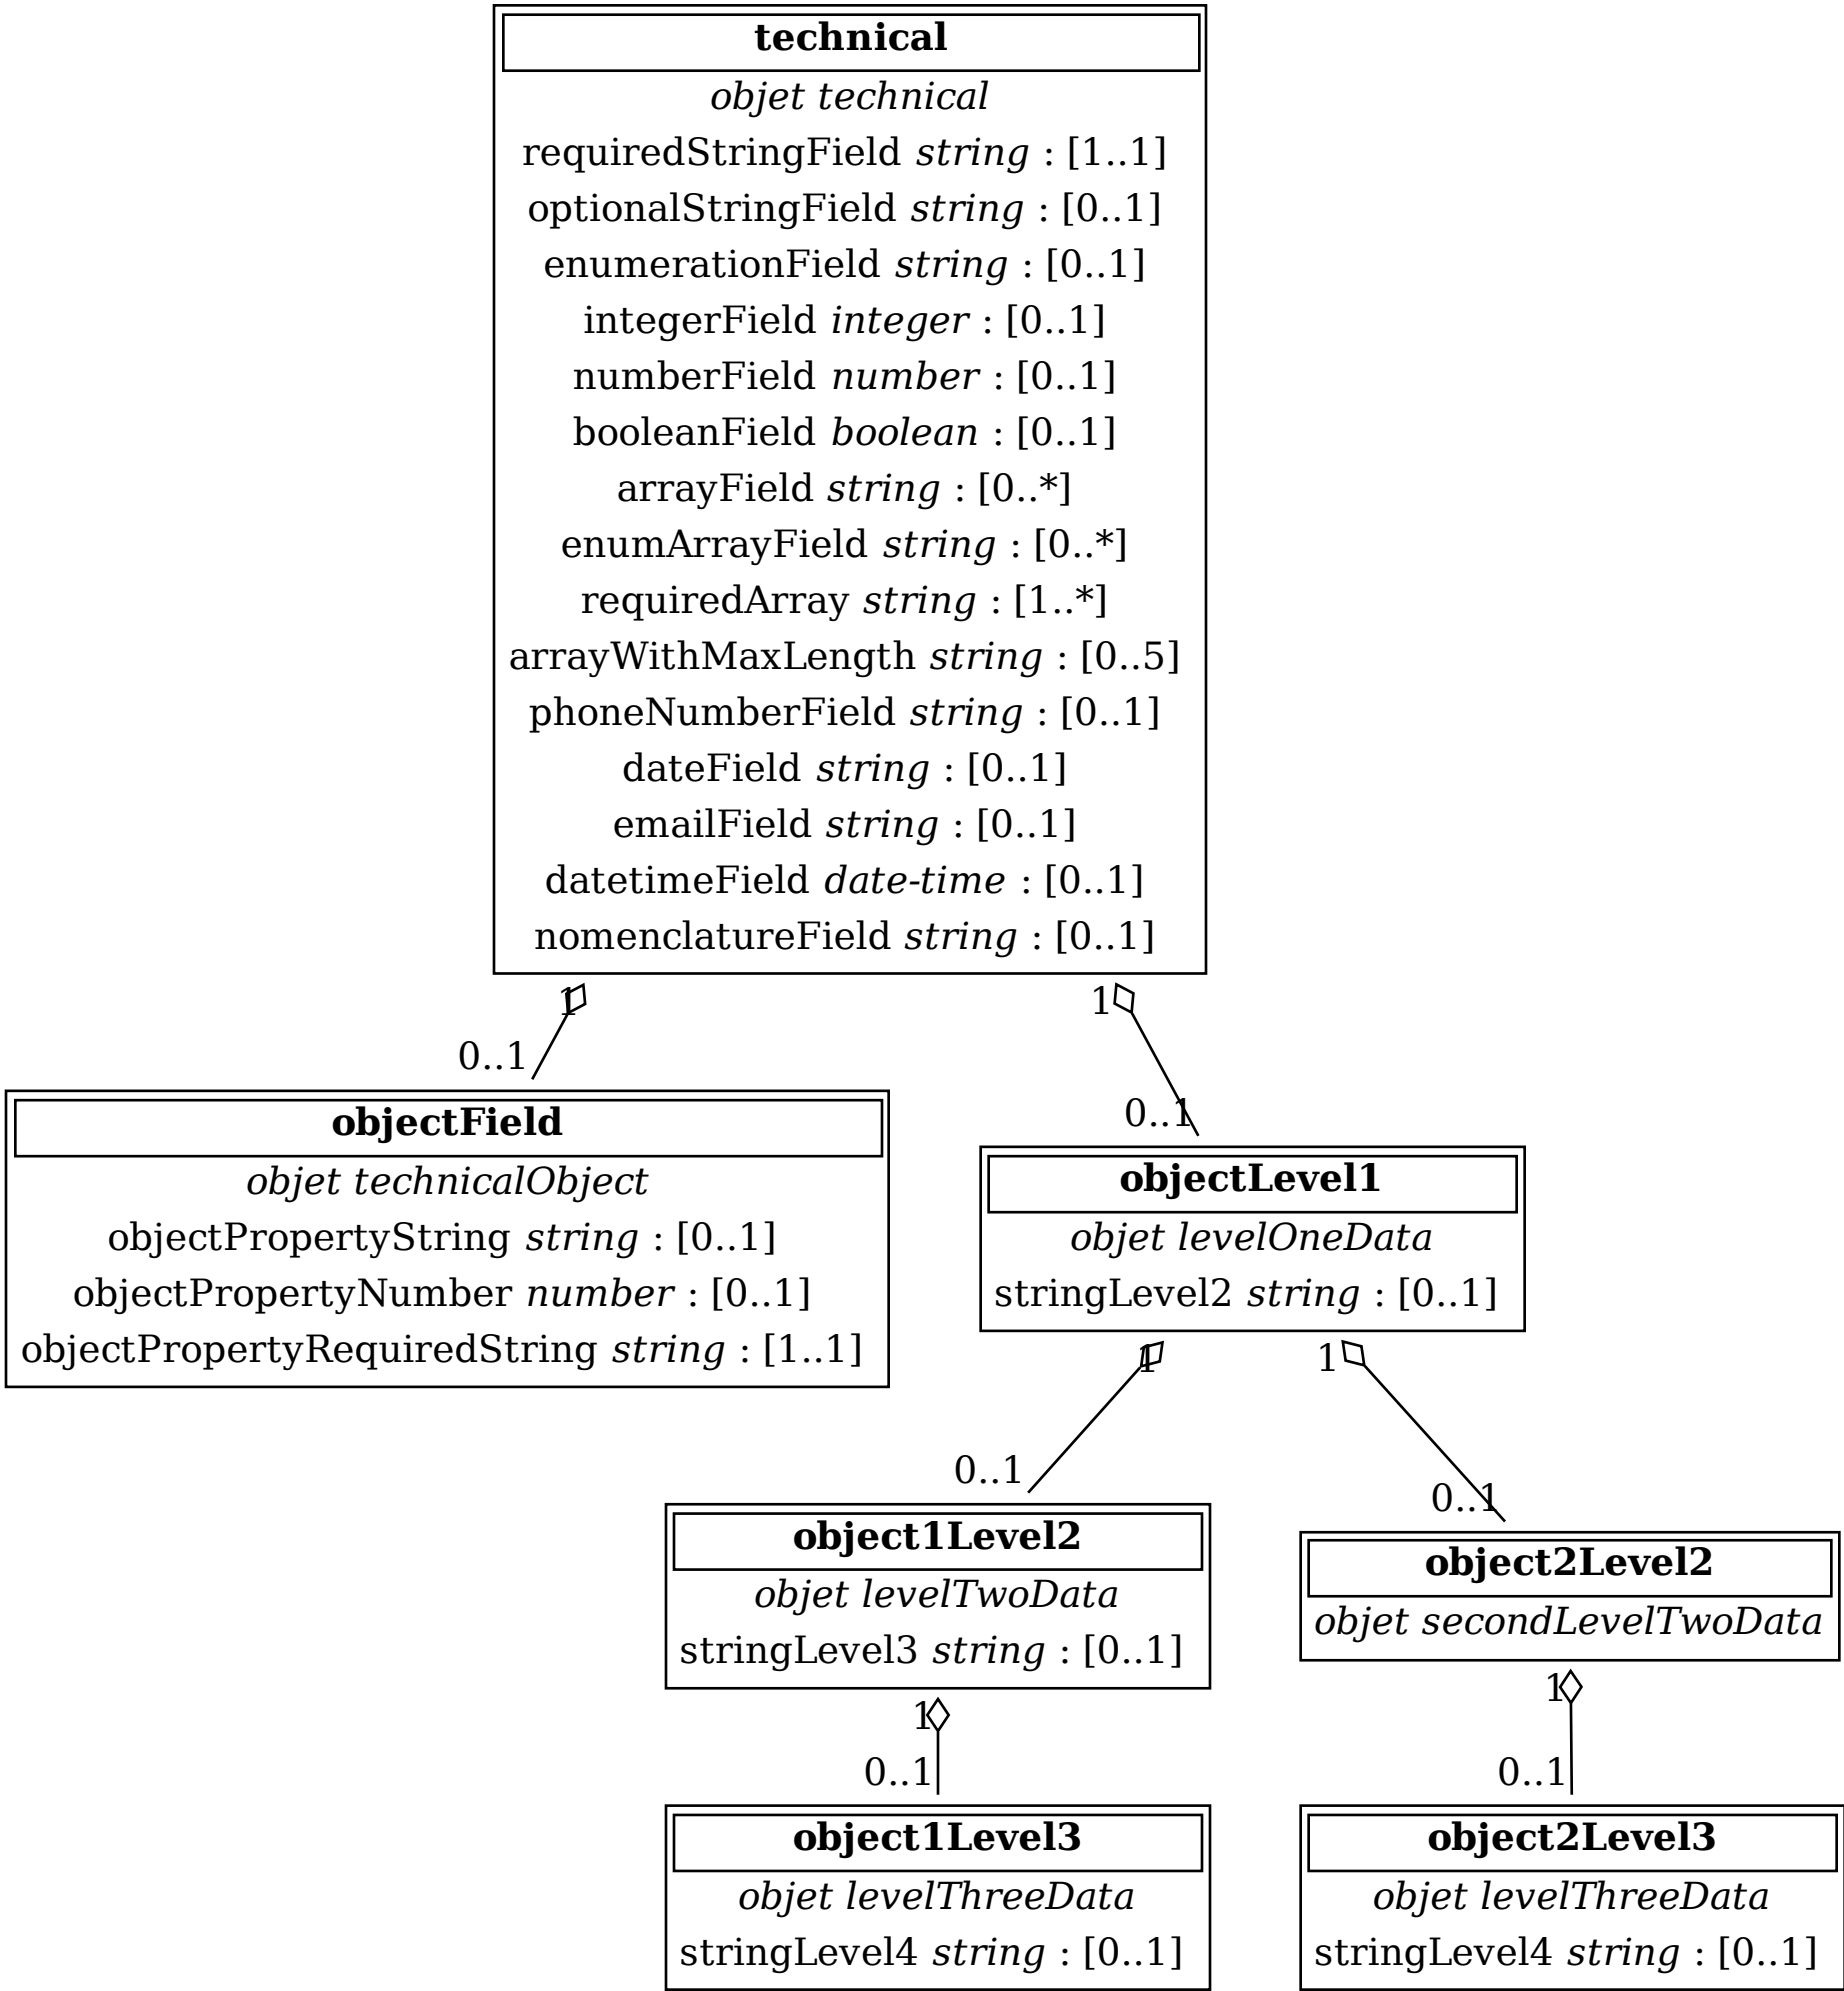 technical
objet technical
requiredStringField string : [1..1]
optionalStringField string : [0..1]
enumerationField string : [0..1]
integerField integer : [0..1]
numberField number : [0..1]
booleanField boolean : [0..1]
arrayField string : [0..*]
enumArrayField string : [0..*]
requiredArray string : [1..*]
arrayWithMaxLength string : [0..5]
phoneNumberField string : [0..1]
dateField string : [0..1]
emailField string : [0..1]
datetimeField date-time : [0..1]
nomenclatureField string : [0..1]
1
0..1
1
0..1
objectField
objet technicalObject
objectPropertyString string : [0..1]
objectPropertyNumber number : [0..1]
objectPropertyRequiredString string : [1..1]
objectLevel1
objet levelOneData
stringLevel2 string : [0..1]
1
0..1
1
0..1
object1Level2
objet levelTwoData
stringLevel3 string : [0..1]
object2Level2
objet secondLevelTwoData
1
0..1
1
0..1
object1Level3
objet levelThreeData
stringLevel4 string : [0..1]
object2Level3
objet levelThreeData
stringLevel4 string : [0..1]